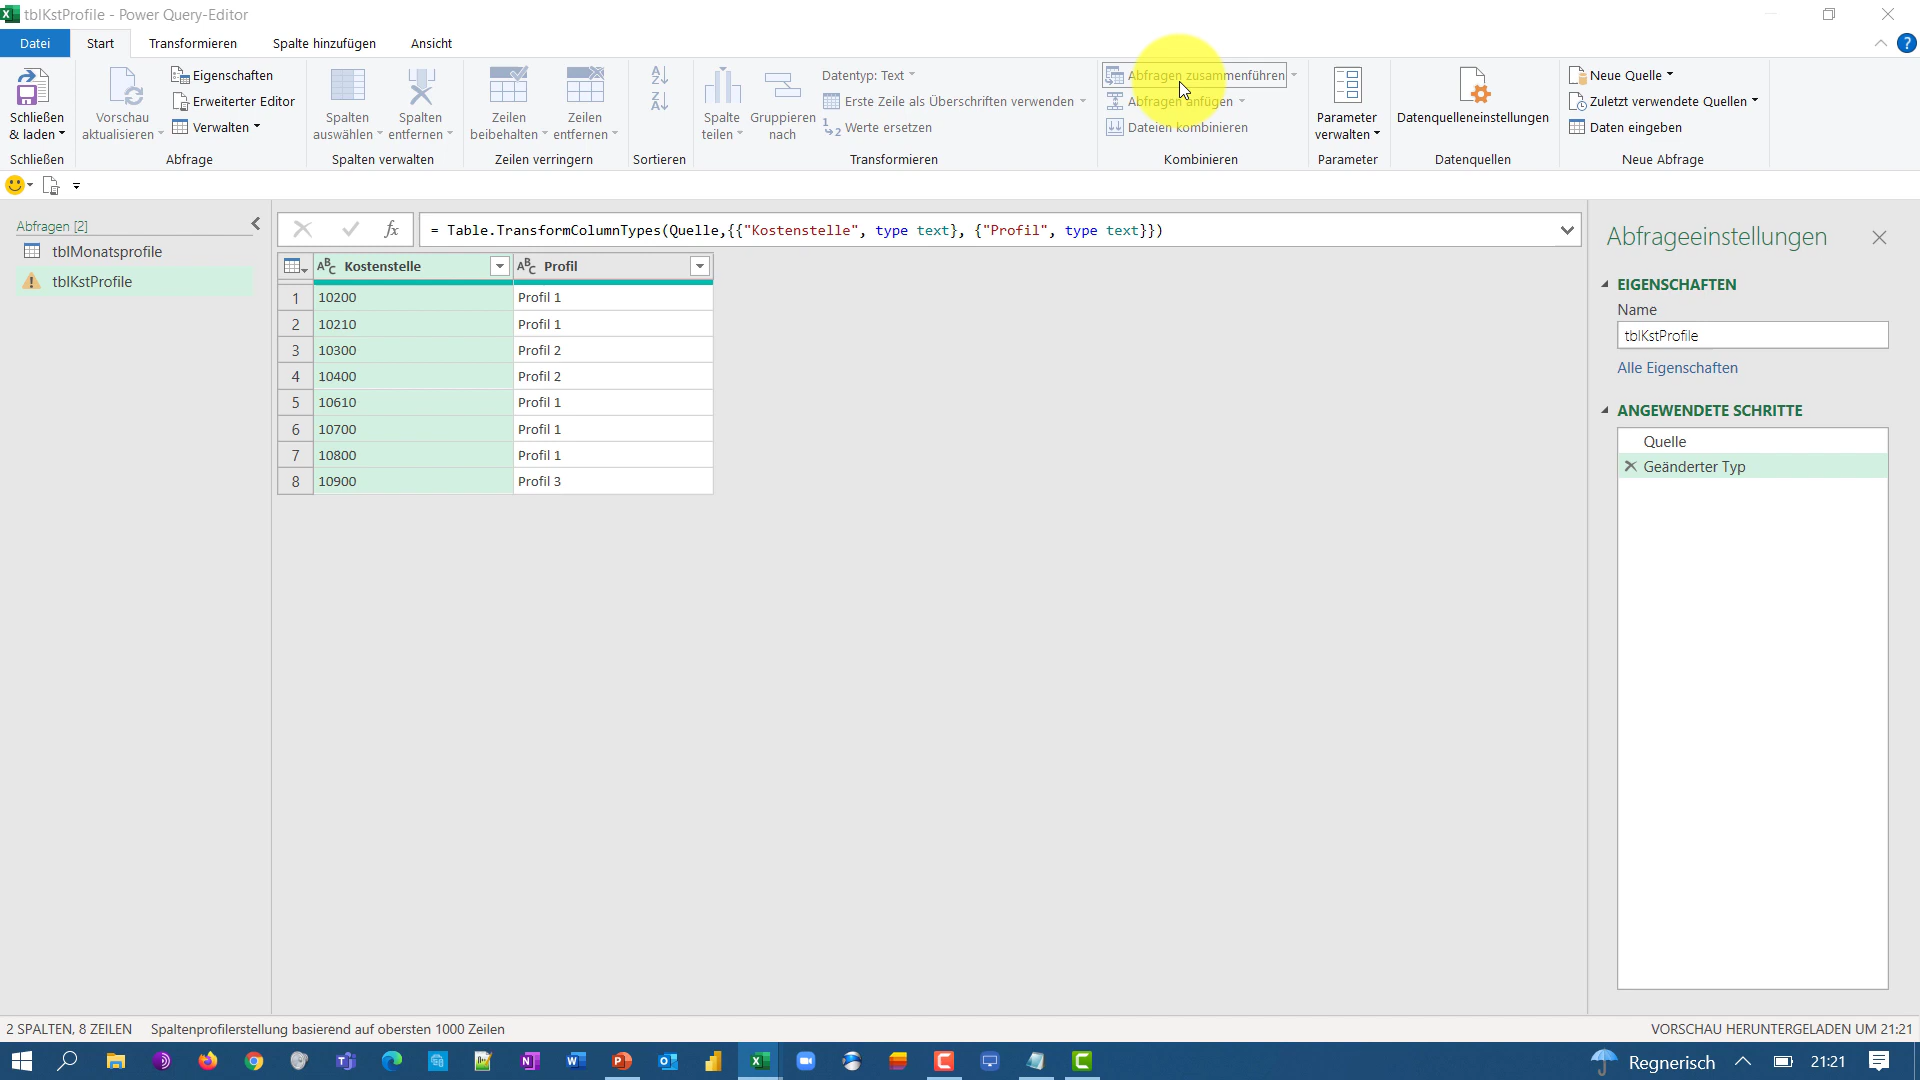 tblKstProfile - Power Query-Editor
Datei Start Transformieren Spalte hinzufügen Ansicht
Schließen & laden
Schließen
Vorschau aktualisieren
Eigenschaften
Erweiterter Editor
Verwalten
Abfrage
Spalten auswählen
Spalten entfernen
Spalten verwalten
Zeilen beibehalten
Zeilen entfernen
Zeilen verringern
Sortieren
Spalte teilen
Gruppieren nach
Datentyp: Text
Erste Zeile als Überschriften verwenden
Werte ersetzen
Transformieren
Abfragen zusammenführen
Abfragen anfügen
Dateien kombinieren
Kombinieren
Parameter verwalten
Parameter
Datenquelleneinstellungen
Datenquellen
Neue Quelle
Zuletzt verwendete Quellen
Daten eingeben
Neue Abfrage
Abfragen [2]
tblMonatsprofile
tblKstProfile
fx = Table.TransformColumnTypes(Quelle,{{"Kostenstelle", type text}, {"Profil", type text}})
ABC Kostenstelle ABC Profil
1 10200 Profil 1
2 10210 Profil 1
3 10300 Profil 2
4 10400 Profil 2
5 10610 Profil 1
6 10700 Profil 1
7 10800 Profil 1
8 10900 Profil 3
Abfrageeinstellungen
EIGENSCHAFTEN
Name
tblKstProfile
Alle Eigenschaften
ANGEWENDETE SCHRITTE
Quelle
Geänderter Typ
2 SPALTEN, 8 ZEILEN Spaltenprofilerstellung basierend auf obersten 1000 Zeilen VORSCHAU HERUNTERGELADEN UM 21:21
Regnerisch 21:21